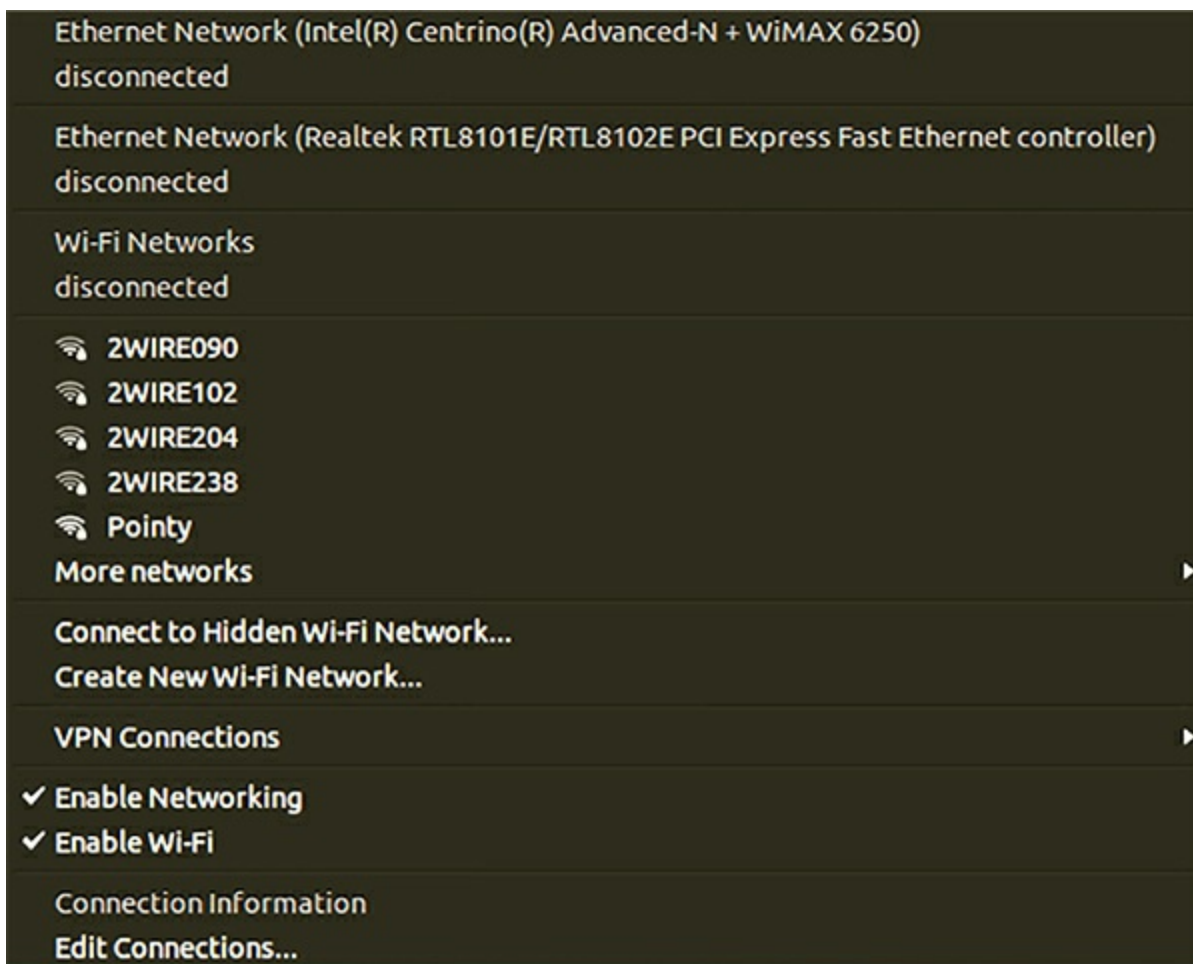 Ethernet Network (Intel(R) Centrino(R) Advanced-N + WiMAX 6250)
disconnected
Ethernet Network (Realtek RTL8101E/RTL8102E PCI Express Fast Ethernet controller)
disconnected
Wi-Fi Networks
disconnected
2WIRE090
2WIRE102
2WIRE204
2WIRE238
Pointy
More networks
Connect to Hidden Wi-Fi Network...
Create New Wi-Fi Network...
VPN Connections
Enable Networking
Enable Wi-Fi
Connection Information
Edit Connections...